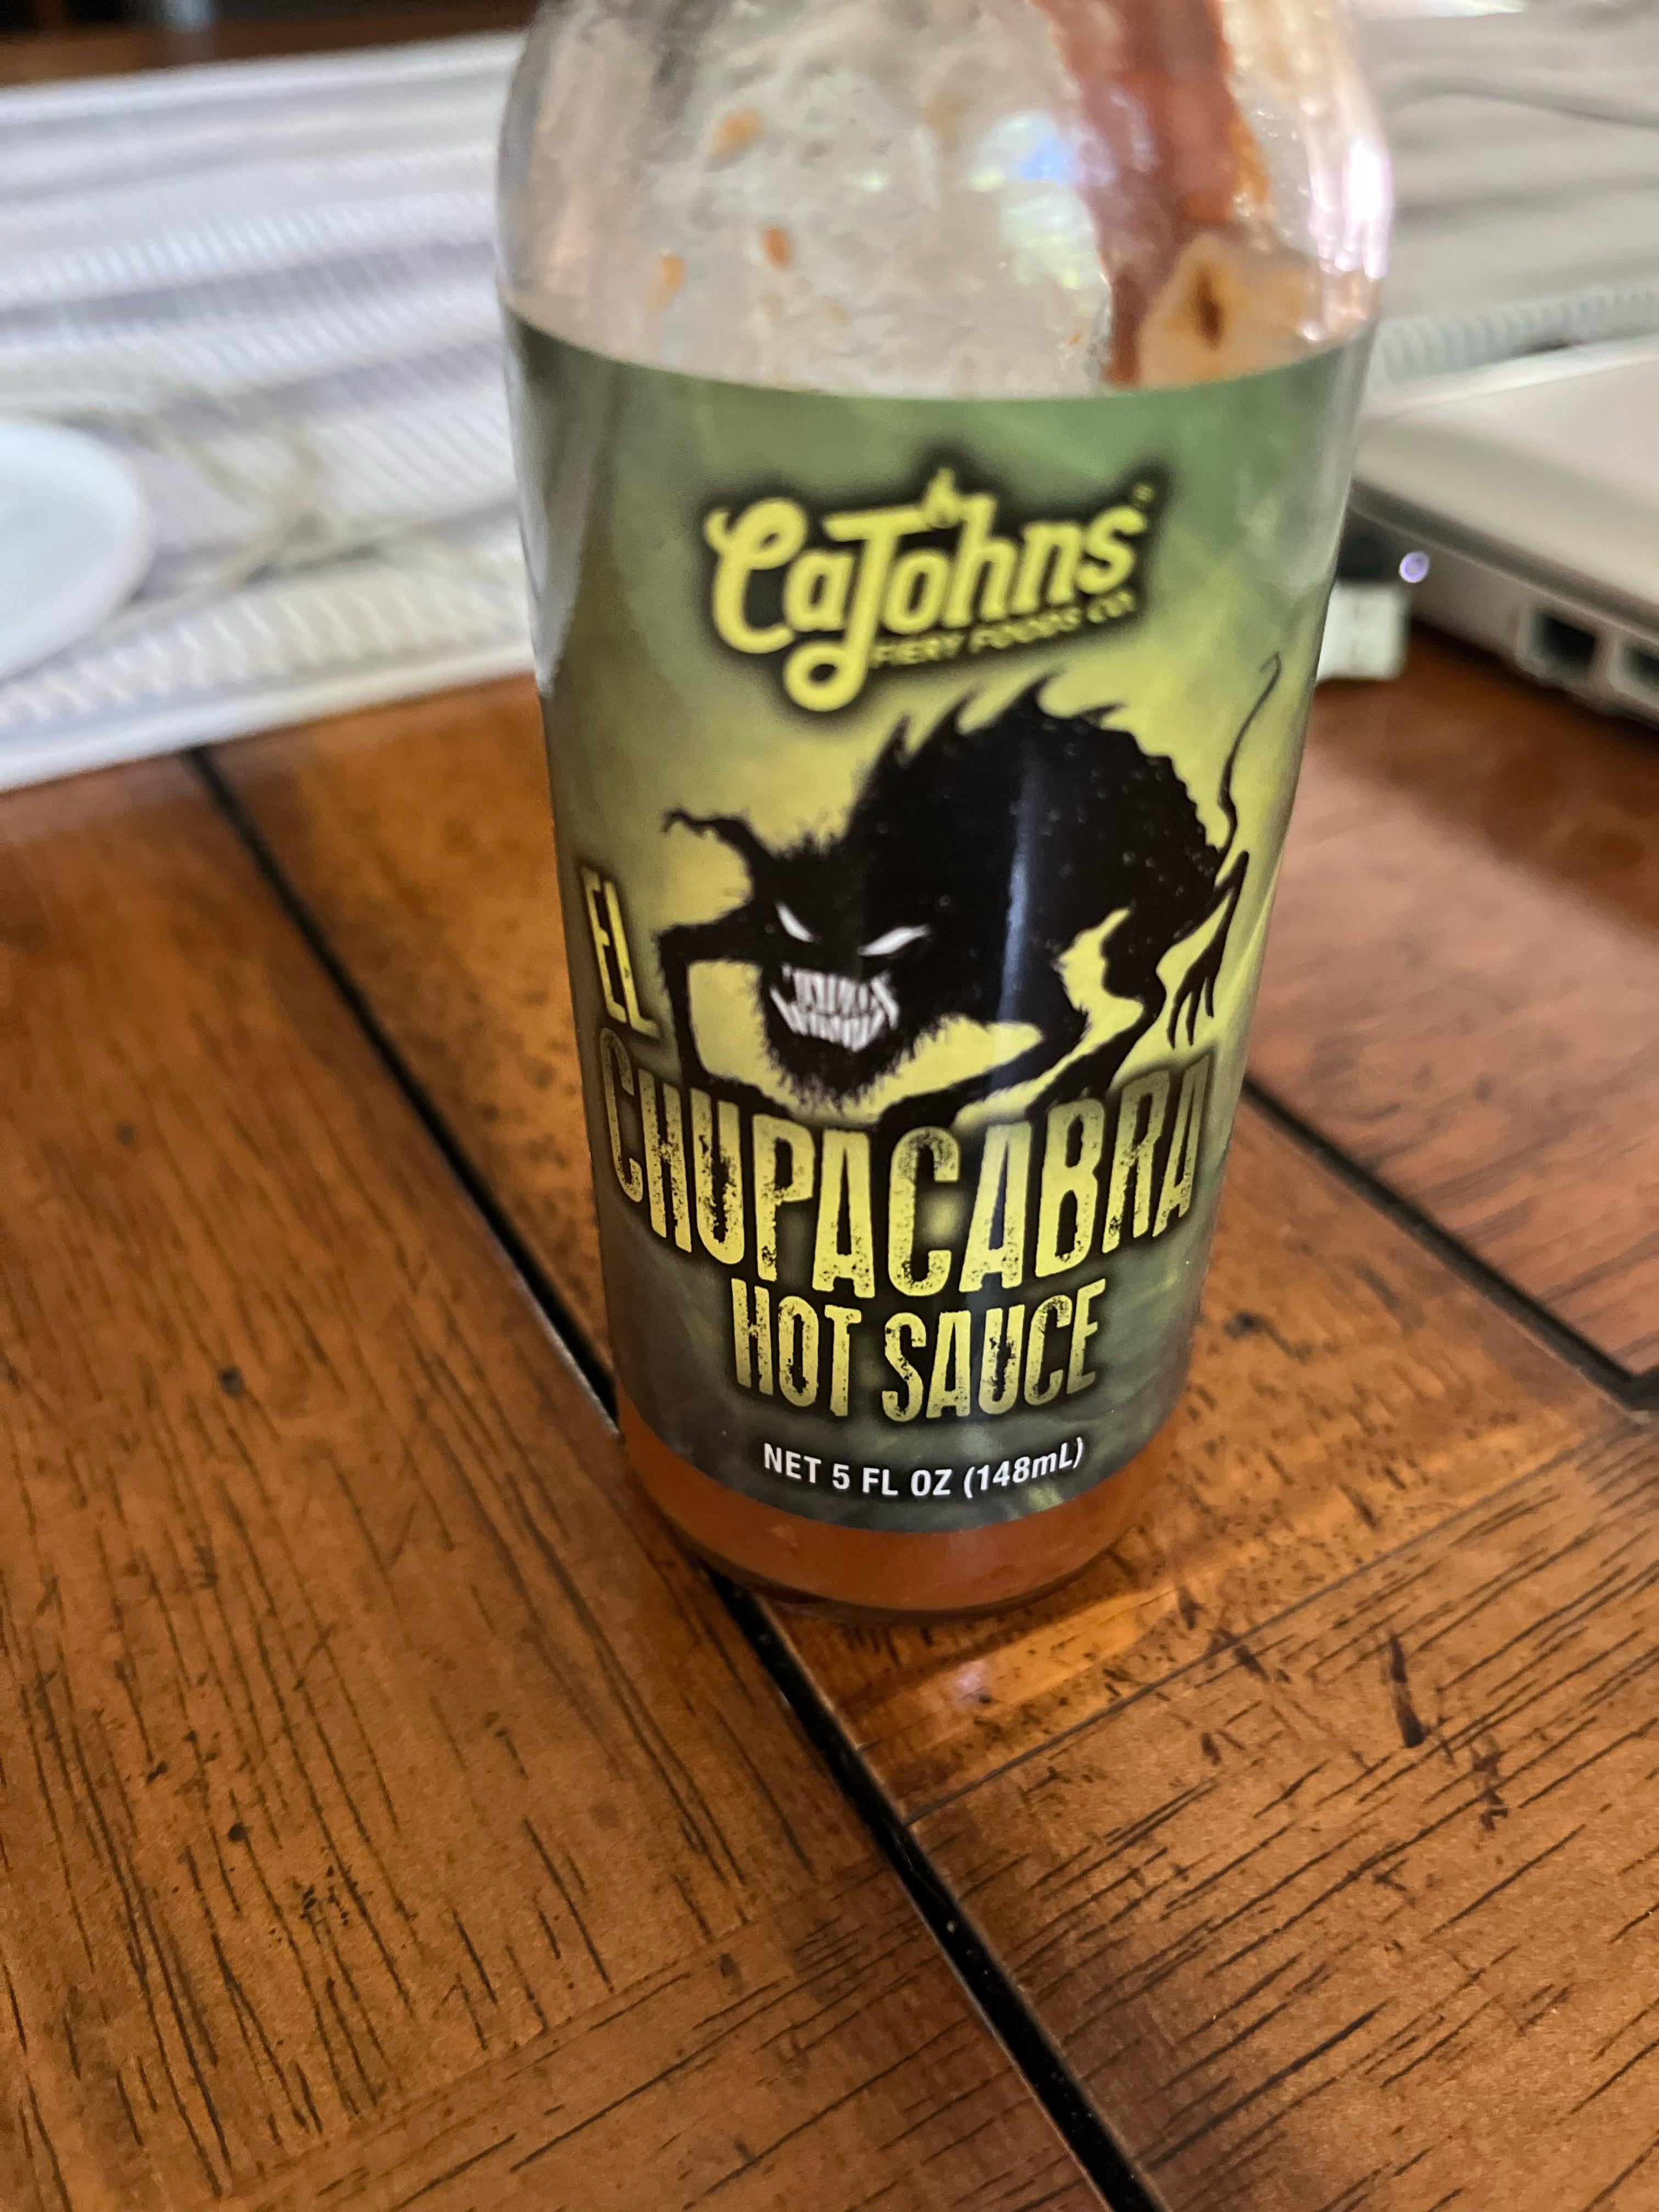 CaJohns
FIERY FOODS CO.
EL
CHUPACABRA
HOT SAUCE
NET 5 FL OZ (148mL)